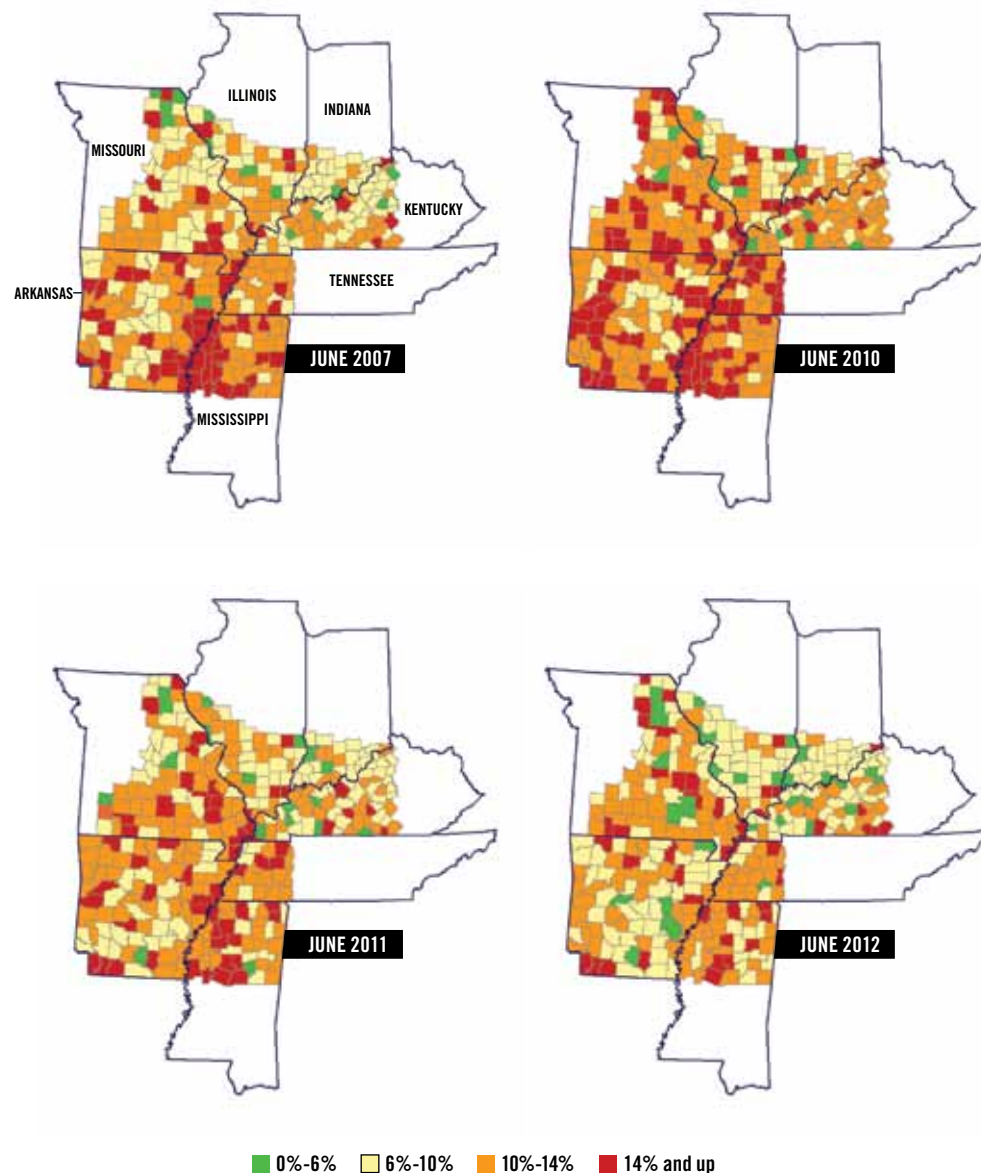 ILLINOIS
INDIANA
MISSOURI
KENTUCKY
TENNESSEE
ARKANSAS
JUNE 2007
JUNE 2010
MISSISSIPPI
JUNE 2011
JUNE 2012
0%-6% 6%-10% 10%-14% 14% and up